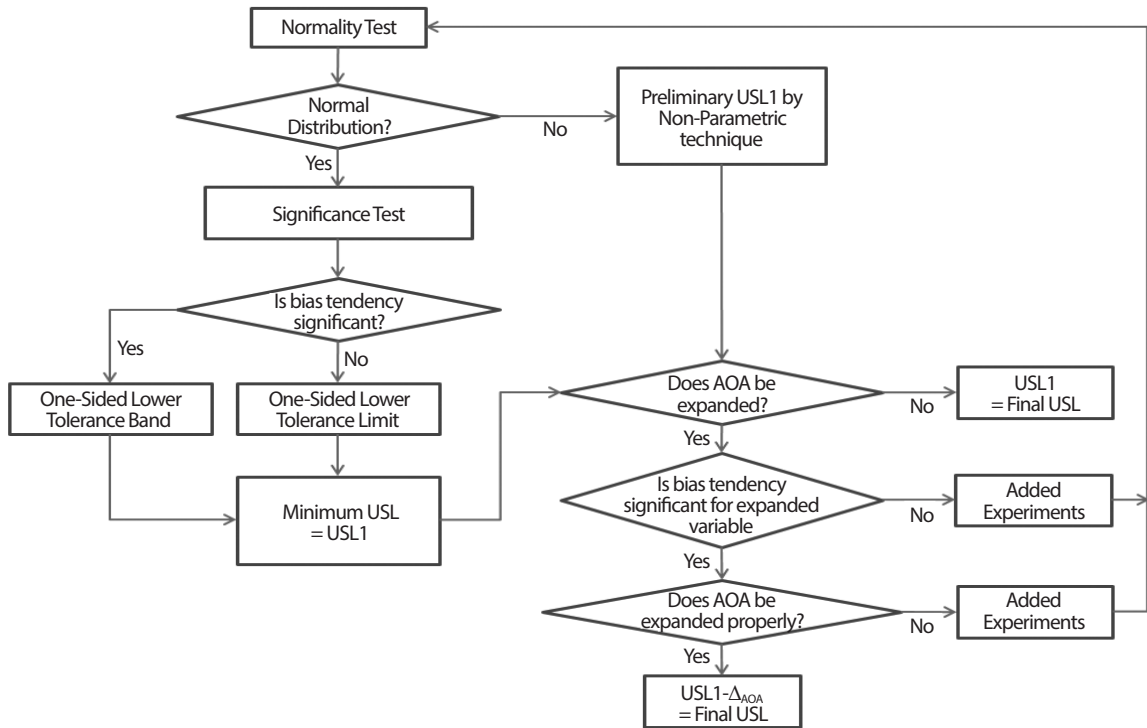 Normality Test
Normal
Distribution?
No
Preliminary USL1 by
Non-Parametric
technique
Yes
Significance Test
Is bias tendency
significant?
Yes
No
One-Sided Lower
Tolerance Band
One-Sided Lower
Tolerance Limit
Minimum USL
= USL1
Does AOA be
expanded?
No
USL1
= Final USL
Yes
Is bias tendency
significant for expanded
variable
No
Added
Experiments
Yes
Does AOA be
expanded properly?
No
Added
Experiments
Yes
USL1-ΔAOA
= Final USL